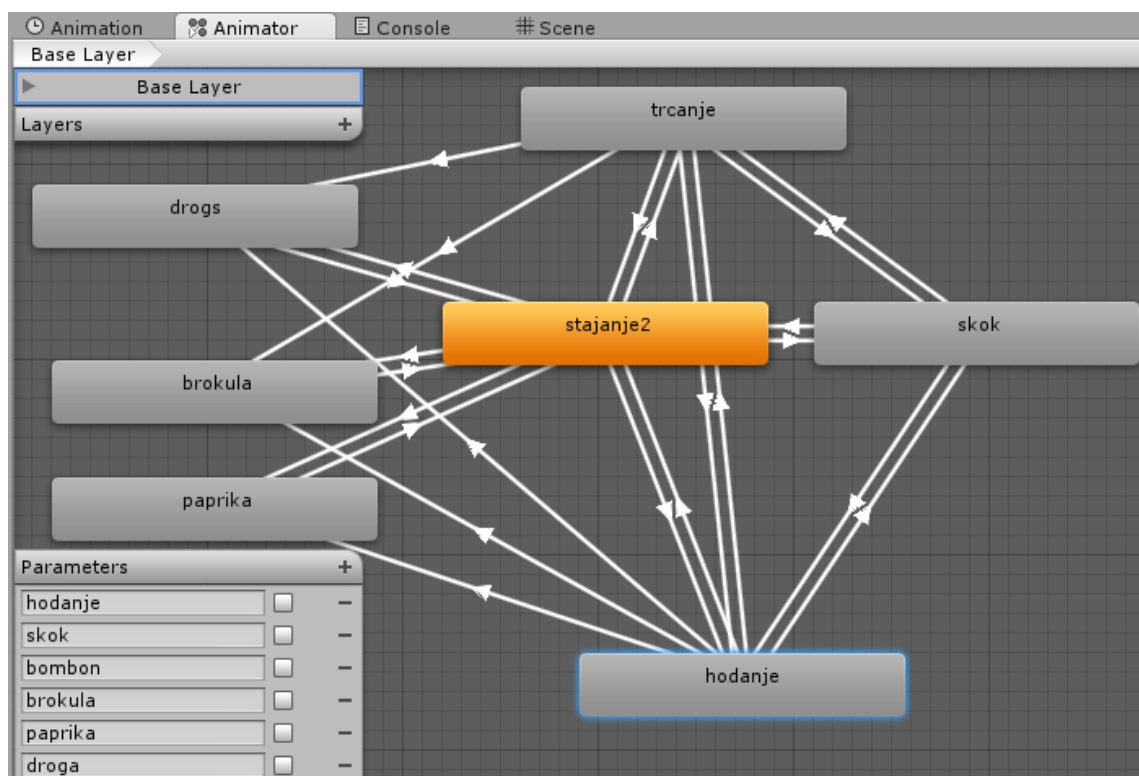 Animation Animator Console Scene
Base Layer
Base Layer
Layers +
trcanje
drogs
stajanje2
skok
brokula
paprika
hodanje
Parameters +
hodanje
skok
bombon
brokula
paprika
droga